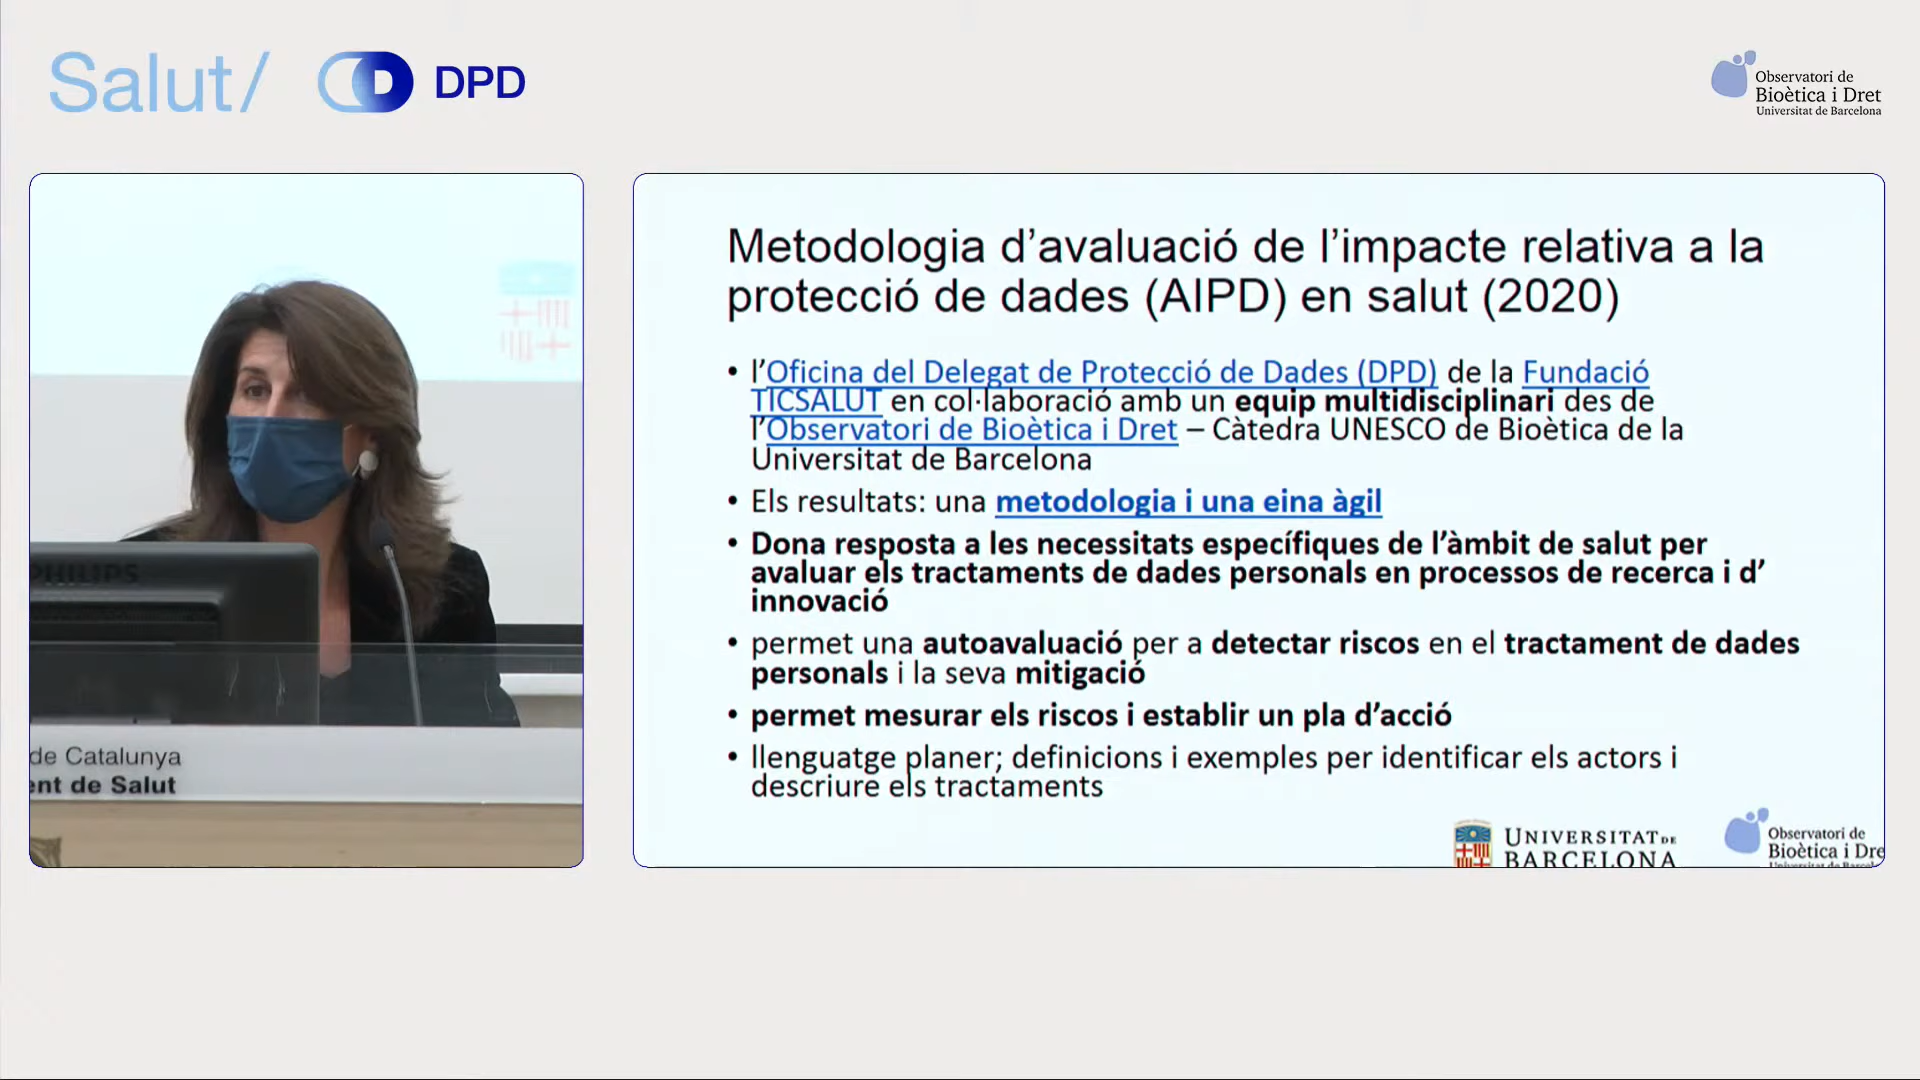 Salut/
DPD
Observatori de
Bioètica i Dret
Universitat de Barcelona
PHILIPS
de Catalunya
ent de Salut
Metodologia d’avaluació de l’impacte relativa a la
protecció de dades (AIPD) en salut (2020)
• l’Oficina del Delegat de Protecció de Dades (DPD) de la Fundació
TICSALUT en col·laboració amb un equip multidisciplinari des de
l’Observatori de Bioètica i Dret – Càtedra UNESCO de Bioètica de la
Universitat de Barcelona
• Els resultats: una metodologia i una eina àgil
• Dona resposta a les necessitats específiques de l’àmbit de salut per
avaluar els tractaments de dades personals en processos de recerca i d’
innovació
• permet una autoavaluació per a detectar riscos en el tractament de dades
personals i la seva mitigació
• permet mesurar els riscos i establir un pla d’acció
• llenguatge planer; definicions i exemples per identificar els actors i
descriure els tractaments
UNIVERSITAT DE
BARCELONA
Observatori de
Bioètica i Dre